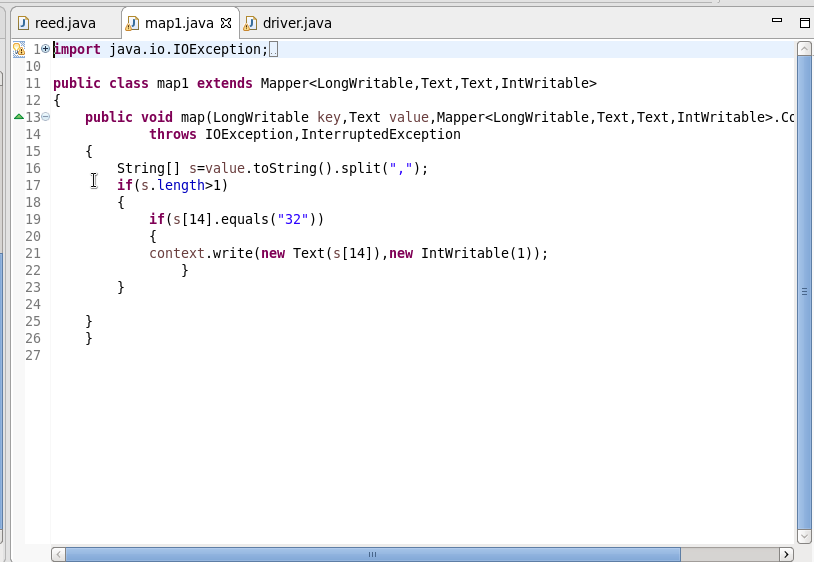 reed.java map1.java driver.java
1 import java.io.IOException;
10
11 public class map1 extends Mapper<LongWritable,Text,Text,IntWritable>
12 {
13 public void map(LongWritable key,Text value,Mapper<LongWritable,Text,Text,IntWritable>.Co
14 throws IOException,InterruptedException
15 {
16 String[] s=value.toString().split(",");
17 if(s.length>1)
18 {
19 if(s[14].equals("32"))
20 {
21 context.write(new Text(s[14]),new IntWritable(1));
22 }
23 }
24
25 }
26 }
27